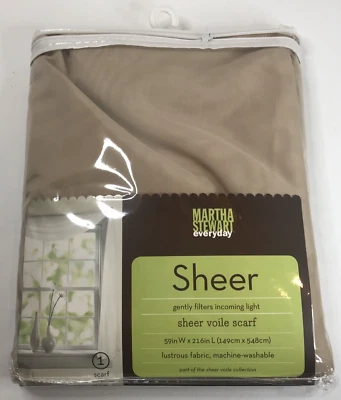 MARTHA
STEWART
everyday
Sheer
gently filters incoming light
sheer voile scarf
59in W x 216in L (149cm x 548cm)
lustrous fabric, machine-washable
part of the sheer voile collection
1
scarf